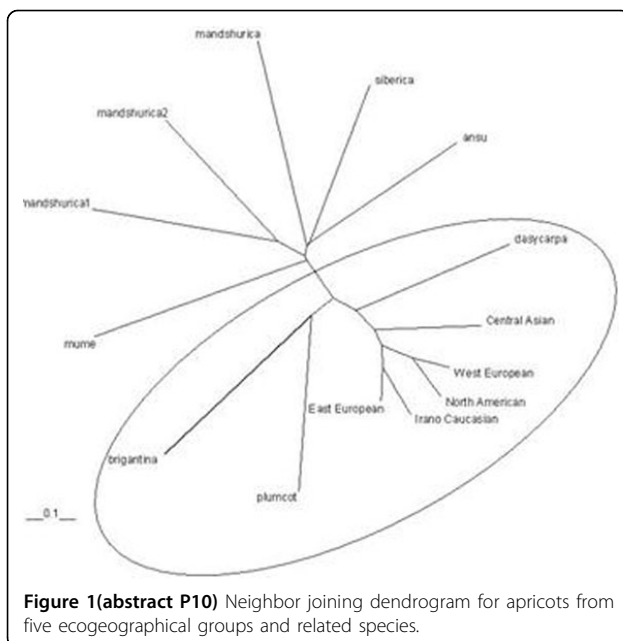 mandshurica
siberica
mandshurica2
ansu
mandshurica1
dasycarpa
mume
Central Asian
West European
North American
East European
Irano Caucasian
brigantina
plumcot
0.1
Figure 1(abstract P10) Neighbor joining dendrogram for apricots from
five ecogeographical groups and related species.